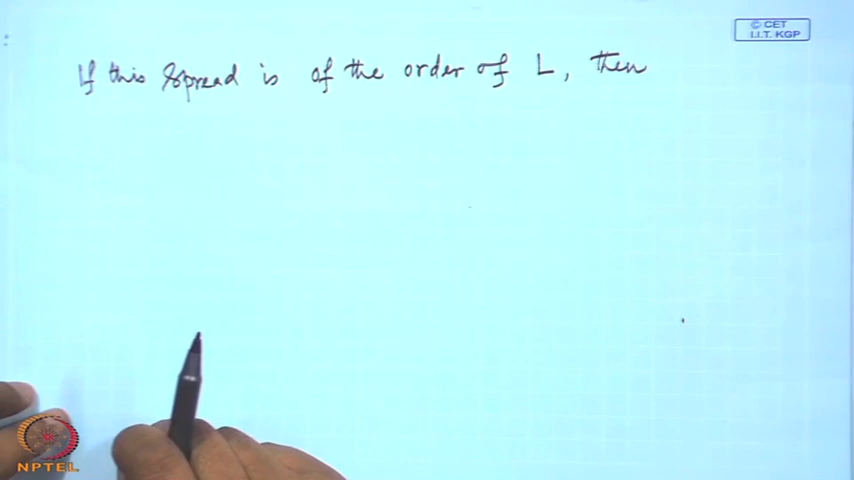 © CET
I.I.T. KGP
If this spread is of the order of L, then
NPTEL